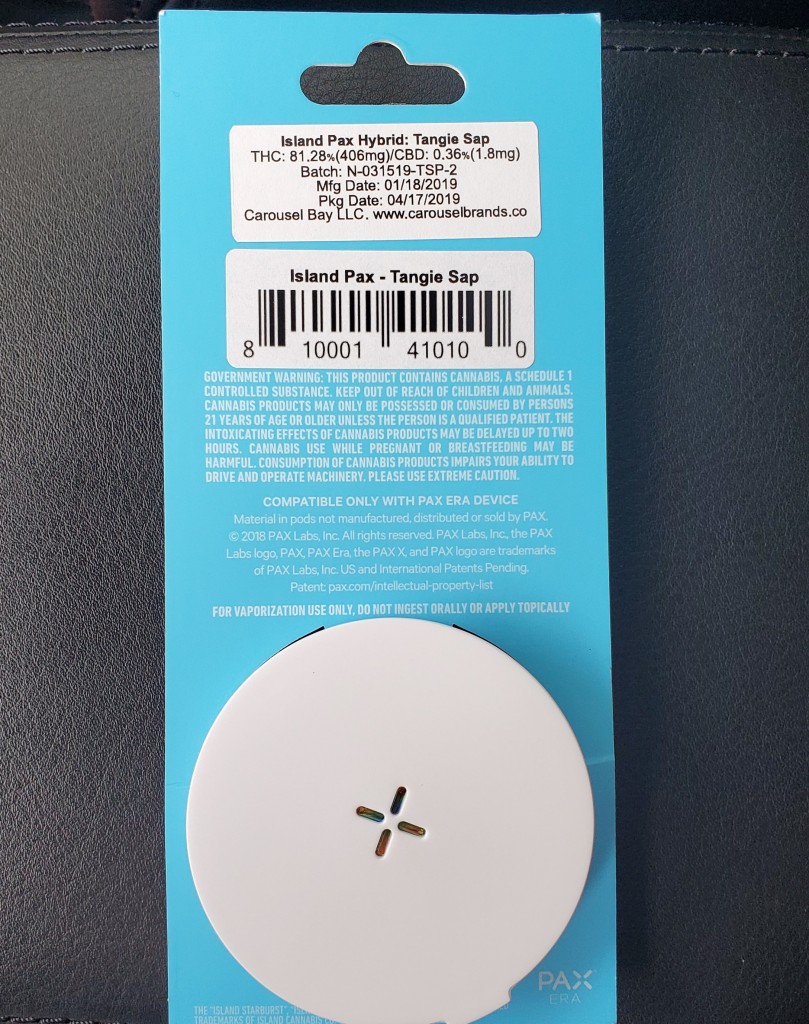 Island Pax Hybrid: Tangie Sap
THC: 81.28%(406mg)/CBD: 0.36%(1.8mg)
Batch: N-031519-TSP-2
Mfg Date: 01/18/2019
Pkg Date: 04/17/2019
Carousel Bay LLC. www.carouselbrands.co
Island Pax - Tangie Sap
8 10001 41010 0
GOVERNMENT WARNING: THIS PRODUCT CONTAINS CANNABIS, A SCHEDULE 1
CONTROLLED SUBSTANCE. KEEP OUT OF REACH OF CHILDREN AND ANIMALS.
CANNABIS PRODUCTS MAY ONLY BE POSSESSED OR CONSUMED BY PERSONS
21 YEARS OF AGE OR OLDER UNLESS THE PERSON IS A QUALIFIED PATIENT. THE
INTOXICATING EFFECTS OF CANNABIS PRODUCTS MAY BE DELAYED UP TO TWO
HOURS. CANNABIS USE WHILE PREGNANT OR BREASTFEEDING MAY BE
HARMFUL. CONSUMPTION OF CANNABIS PRODUCTS IMPAIRS YOUR ABILITY TO
DRIVE AND OPERATE MACHINERY. PLEASE USE EXTREME CAUTION.
COMPATIBLE ONLY WITH PAX ERA DEVICE
Material in pods not manufactured, distributed or sold by PAX.
© 2018 PAX Labs, Inc. All rights reserved. PAX Labs, Inc., the PAX
Labs logo, PAX, PAX Era, the PAX X, and PAX logo are trademarks
of PAX Labs, Inc. US and International Patents Pending.
Patent: pax.com/intellectual-property-list
FOR VAPORIZATION USE ONLY, DO NOT INGEST ORALLY OR APPLY TOPICALLY
PAX
ERA
THE "ISLAND STARBURST",
TRADEMARKS OF ISLAND CANNABIS